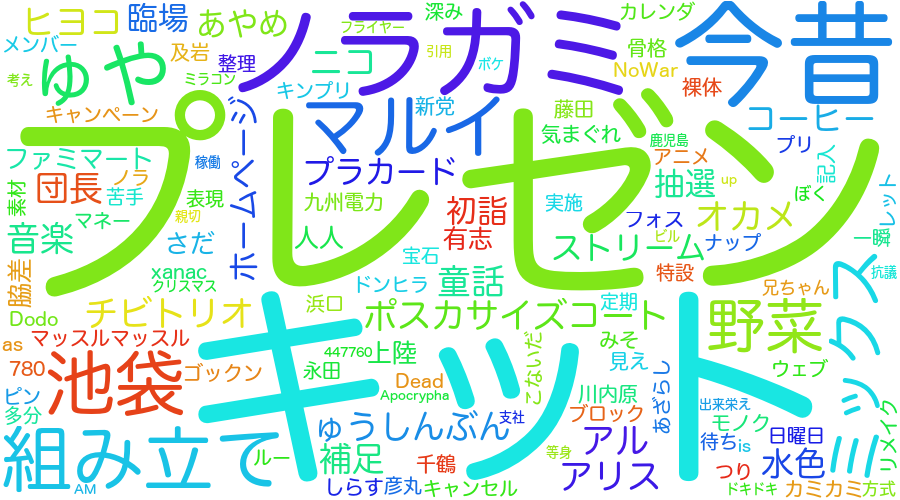 ヒヨコ
臨場
あやめ
ノラガミ
深み
フライヤー
カレンダ
今昔
メンバー
及岩
整理
ニコ
引用
ボケ
骨格
NoWar
裸体
ゅや
考え
ミラゴン
キンプリ
新党
藤田
キャンペーン
マルイ
気まぐれ
鹿児島
コーヒー
プレゼン
稼働
プラカード
アニメ
プリ
ファミマート
ノラ
ホームページ
抽選
記入
団長
苦手
表現
九州電力
初詣
実施
up
ぼく
レット
素材
マネー
親切
人人
有志
フォス
オカメ
一瞬
音楽
さだ
ストリーム
ビル
ナップ
宝石
xanac
童話
特設
抗議
脇差
クリスマス
ドンヒラ
兄ちゃん
Dodo
チビトリオ
浜口
ポスカサイズコート
定期
野菜
ミックス
as
マッスルマッスル
キット
447760
上陸
こないだ
みそ
見え
ウェブ
780
池袋
ゴックン
永田
Dead
Apocrypha
川内原
あざらし
ピン
多分
ゅうしんぶん
支社
ブロック
モノク
出来栄え
リメイク
組み立て
アル
待ち
is
日曜日
ルー
補足
千鶴
等身
アリス
つり
水色
AM
しらす
彦丸
キャンセル
ドキドキ
カミカミ
方式